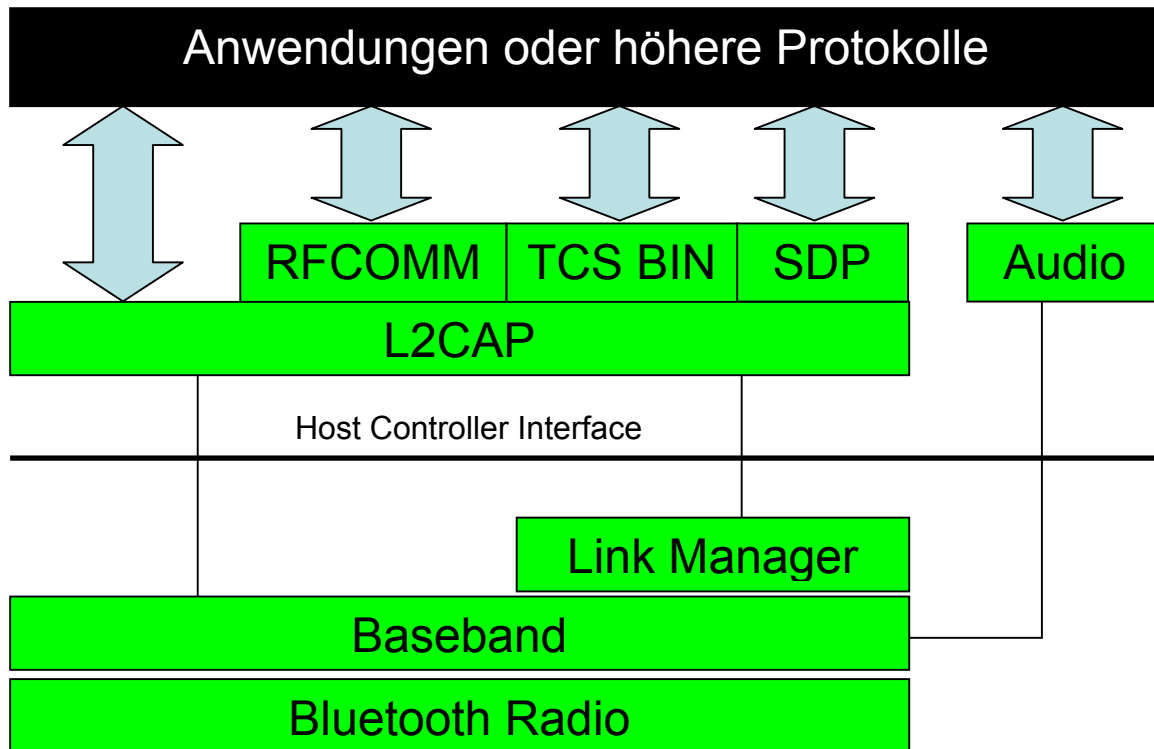 Anwendungen oder höhere Protokolle
RFCOMM
TCS BIN
SDP
Audio
L2CAP
Host Controller Interface
Link Manager
Baseband
Bluetooth Radio